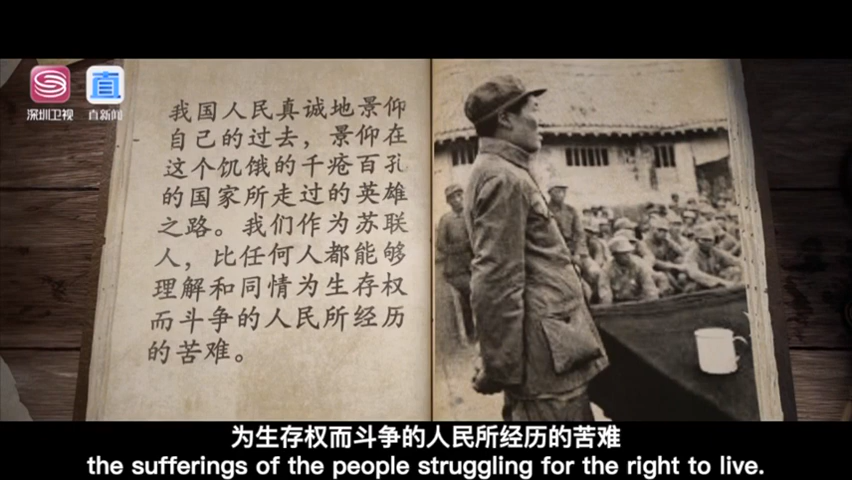 深圳卫视
直新闻
直
我国人民真诚地景仰
自己的过去，景仰在
这个饥饿的千疮百孔
的国家所走过的英雄
之路。我们作为苏联
人，比任何人都能够
理解和同情为生存权
而斗争的人民所经历
的苦难。
为生存权而斗争的人民所经历的苦难
the sufferings of the people struggling for the right to live.